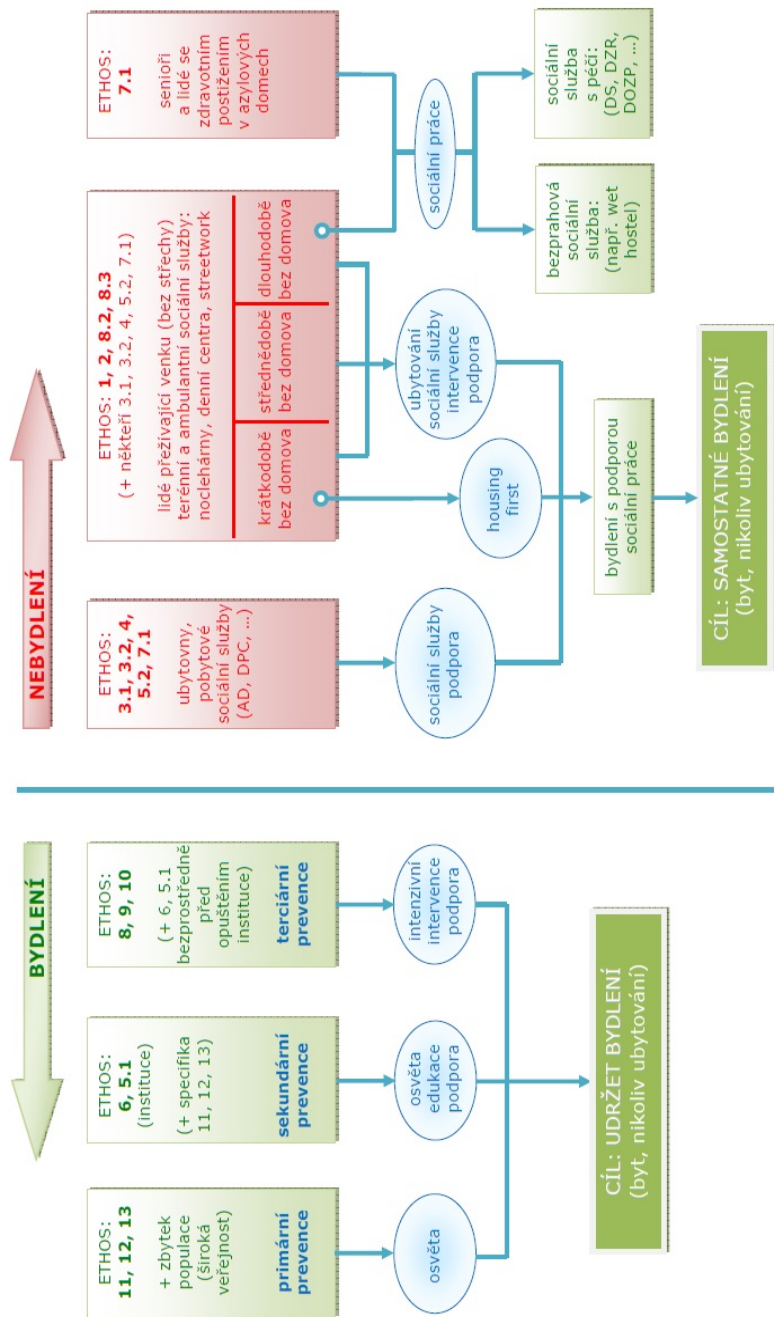 BYDLENÍ
NEBYDLENÍ
ETHOS:
11, 12, 13
+ zbytek
populace
(široká
veřejnost)
primární
prevence
ETHOS:
6, 5.1
(instituce)
(+ specifika
11, 12, 13)
sekundární
prevence
ETHOS:
8, 9, 10
(+ 6, 5.1
bezprostředně
před
opuštěním
instituce)
terciární
prevence
osvěta
osvěta
edukace
podpora
intenzivní
intervence
podpora
CÍL: UDRŽET BYDLENÍ
(byt, nikoliv ubytování)
ETHOS:
3.1, 3.2, 4,
5.2, 7.1
ubytovny,
pobytové
sociální služby
(AD, DPC, ...)
ETHOS: 1, 2, 8.2, 8.3
(+ někteří 3.1, 3.2, 4, 5.2, 7.1)
lidé přežívající venku (bez střechy)
terénní a ambulantní sociální služby:
noclehárny, denní centra, streetwork
krátkodobě
bez domova
střednědobě
bez domova
dlouhodobě
bez domova
ETHOS:
7.1
senioři
a lidé se
zdravotním
postižením
v azylových
domech
sociální služby
podpora
housing
first
ubytování
sociální služby
intervence
podpora
sociální práce
bydlení s podporou
sociální práce
bezprahová
sociální
služba:
(např. wet
hostel)
sociální
služba
s péčí:
(DS, DZR,
DOZP, ...)
CÍL: SAMOSTATNÉ BYDLENÍ
(byt, nikoliv ubytování)